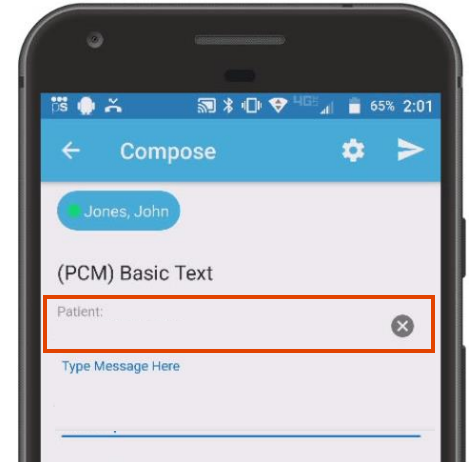 65% 2:01
Compose
Jones, John
(PCM) Basic Text
Patient:
Type Message Here